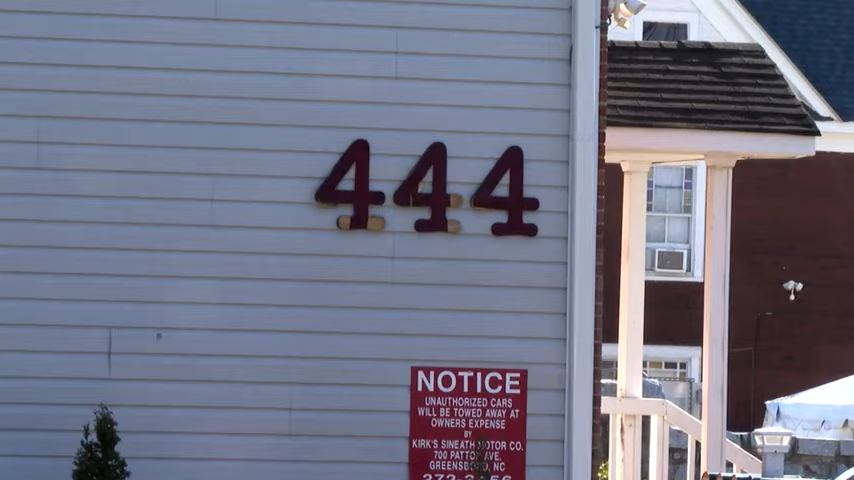 444
NOTICE
UNAUTHORIZED CARS
WILL BE TOWED AWAY AT
OWNERS EXPENSE
BY
KIRK'S SINEATH MOTOR CO.
700 PATTON AVE.
GREENSBORO, NC